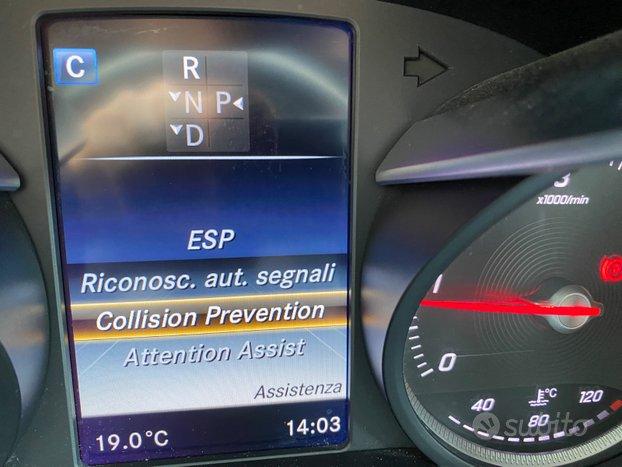 C
R
N P
D
ESP
Riconosc. aut. segnali
Collision Prevention
Attention Assist
Assistenza
19.0°C
14:03
3
x1000/min
1
0
°C
40
80
120
subito